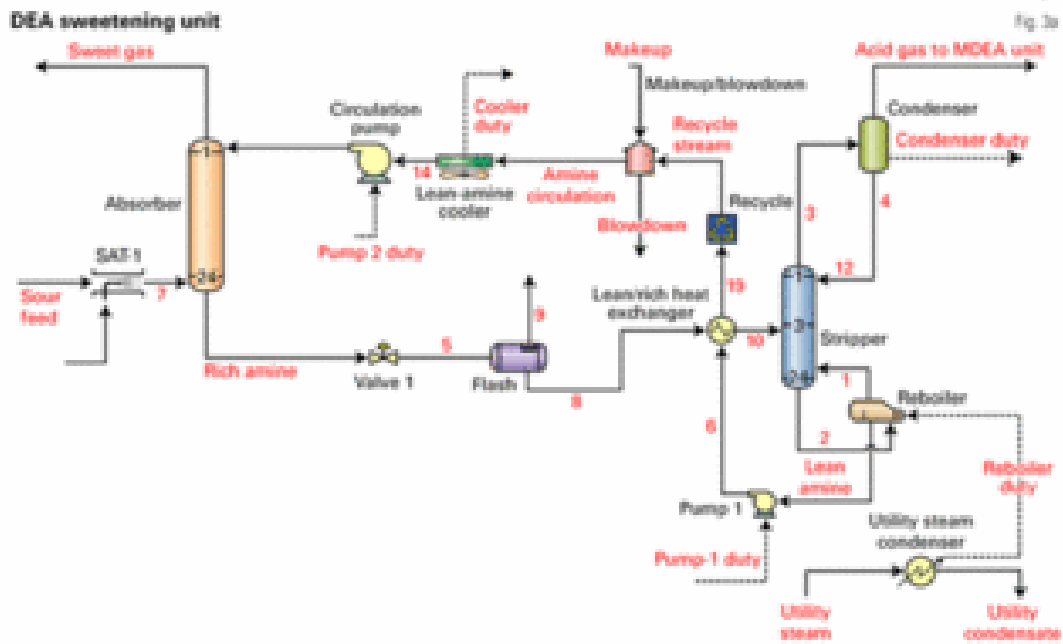 DEA sweetening unit
Fig. 3a
Sweet gas
Makeup
Acid gas to MDEA unit
Makeup/blowdown
Condenser
Circulation
pump
Cooler
duty
Recycle
stream
Condenser duty
1
14
Amine
circulation
3
4
Absorber
Lean-amine
cooler
Recycle
Blowdown
SAT 1
Pump 2 duty
24
7
Sour
feed
19
12
1
Lean/rich heat
exchanger
9
10
3
Stripper
Rich amine
5
Valve 1
Flash
8
24
1
Reboiler
6
2
Lean
amine
Reboiler
duty
Pump 1
Utility steam
condenser
Pump-1 duty
Utility
steam
Utility
condensate